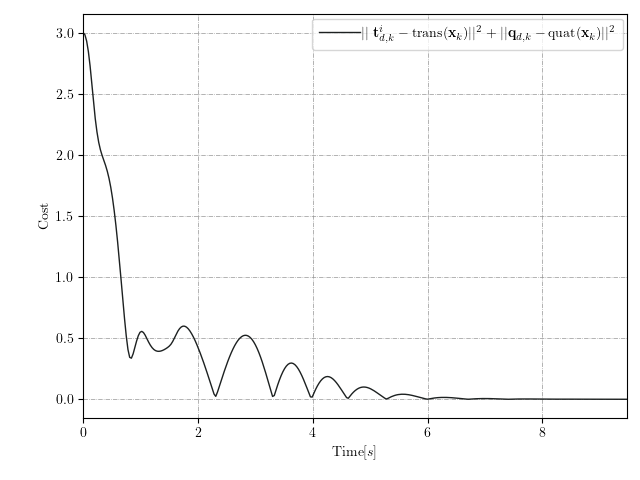 || t^i_{d,k} − trans(x_k)||² + ||q_{d,k} − quat(x_k)||²
3.0
2.5
2.0
1.5
1.0
0.5
0.0
Cost
0 2 4 6 8
Time[s]